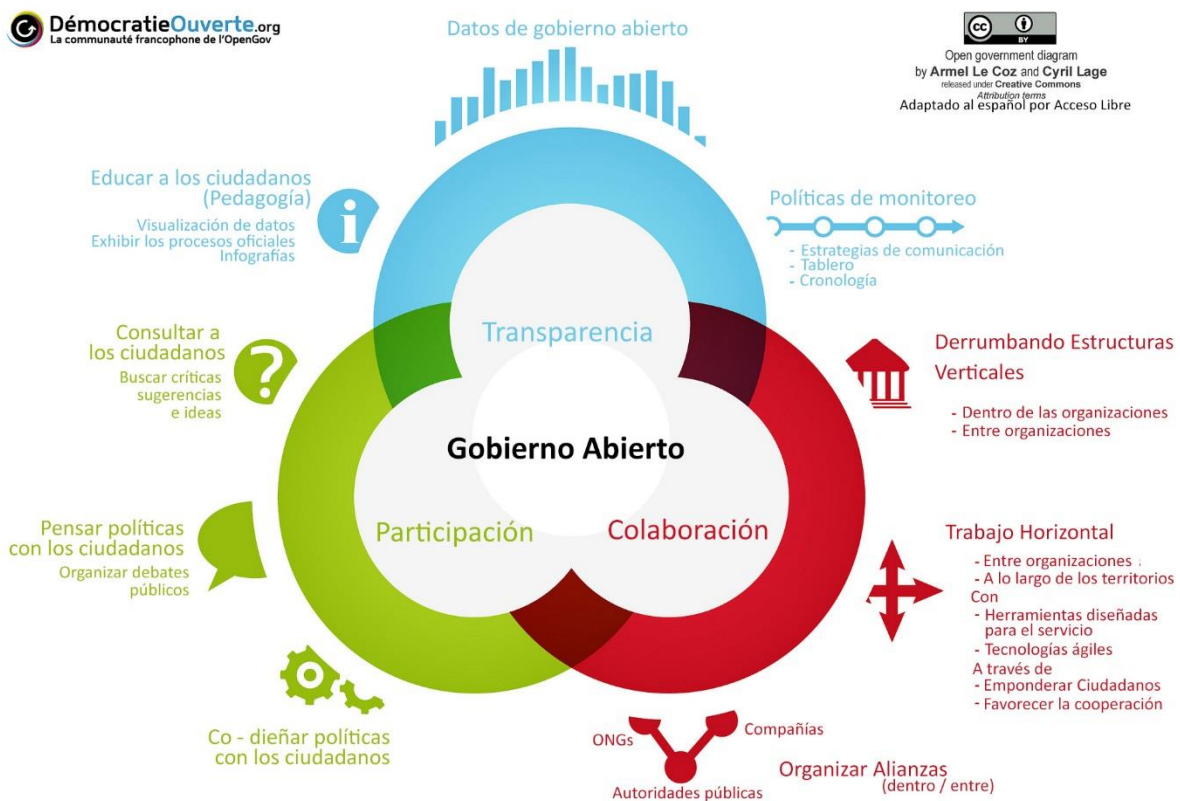 DémocratieOuverte.org
La communauté francophone de l'OpenGov
Datos de gobierno abierto
cc
BY
Open government diagram
by Armel Le Coz and Cyril Lage
released under Creative Commons
Attribution terms
Adaptado al español por Acceso Libre
Educar a los ciudadanos
(Pedagogía)
Visualización de datos
Exhibir los procesos oficiales
Infografías
i
Políticas de monitoreo
- Estrategias de comunicación
- Tablero
- Cronología
Consultar a
los ciudadanos
Buscar críticas
sugerencias
e ideas
?
Transparencia
Derrumbando Estructuras
Verticales
- Dentro de las organizaciones
- Entre organizaciones
Gobierno Abierto
Participación
Colaboración
Pensar políticas
con los ciudadanos
Organizar debates
públicos
Trabajo Horizontal
- Entre organizaciones :
- A lo largo de los territorios
Con
- Herramientas diseñadas
para el servicio
- Tecnologías ágiles
A través de
- Emponderar Ciudadanos
- Favorecer la cooperación
Co - dieñar políticas
con los ciudadanos
ONGs
Compañías
Autoridades públicas
Organizar Alianzas
(dentro / entre)